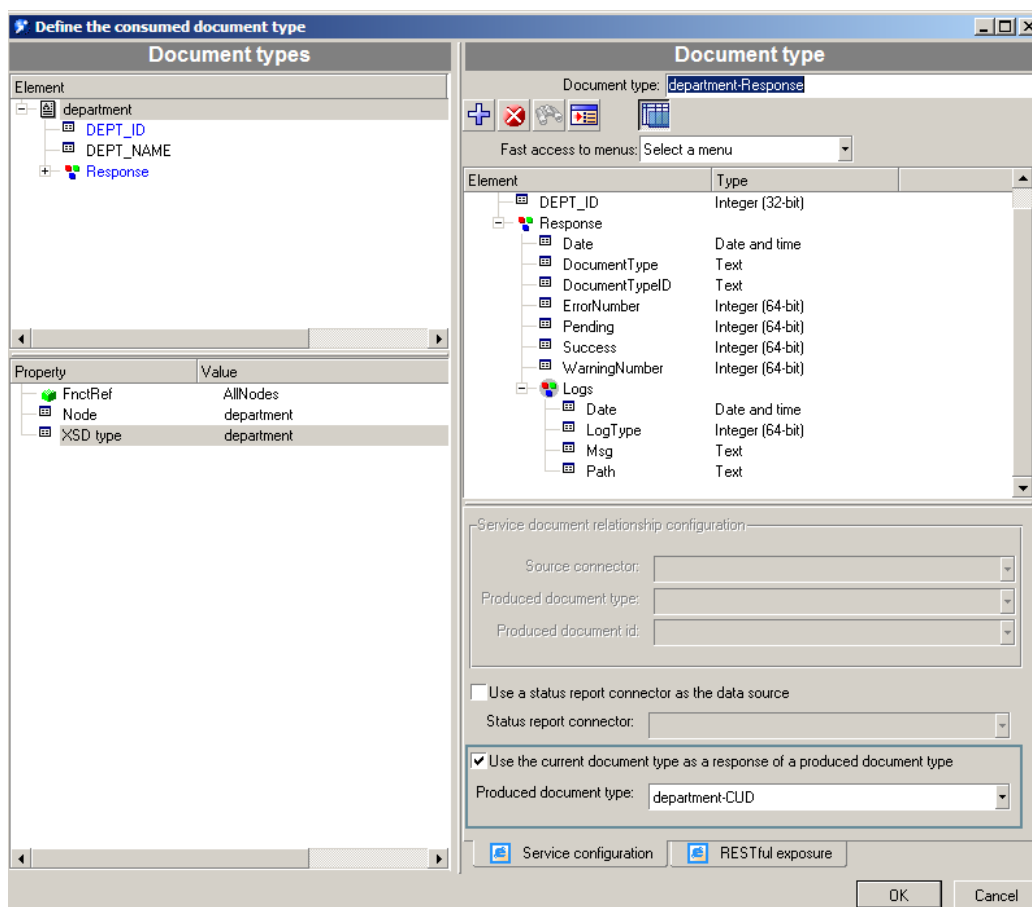 Define the consumed document type
Document types
Element
department
DEPT_ID
DEPT_NAME
Response
Property Value
FnctRef AllNodes
Node department
XSD type department
Document type
Document type: department-Response
Fast access to menus: Select a menu
Element Type
DEPT_ID Integer (32-bit)
Response
Date Date and time
DocumentType Text
DocumentTypeID Text
ErrorNumber Integer (64-bit)
Pending Integer (64-bit)
Success Integer (64-bit)
WarningNumber Integer (64-bit)
Logs
Date Date and time
LogType Integer (64-bit)
Msg Text
Path Text
Service document relationship configuration
Source connector:
Produced document type:
Produced document id:
Use a status report connector as the data source
Status report connector:
Use the current document type as a response of a produced document type
Produced document type: department-CUD
Service configuration RESTful exposure
OK Cancel